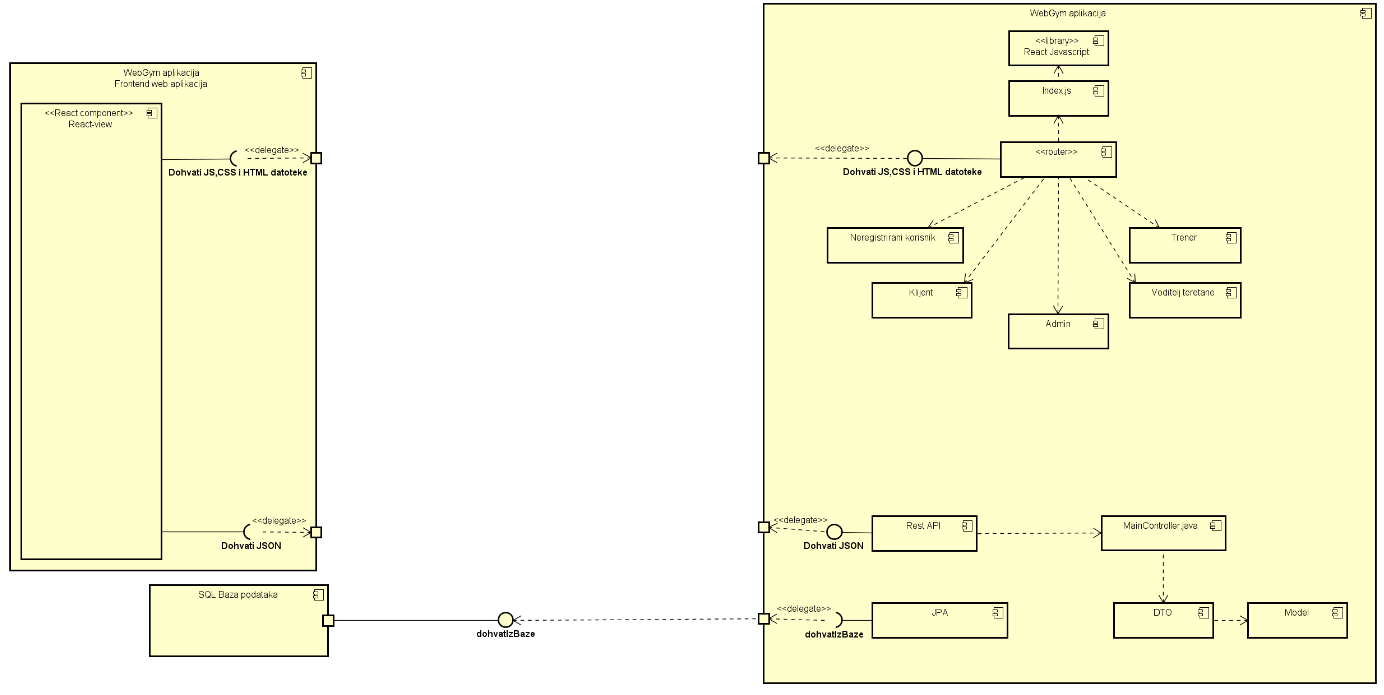 WebGym aplikacija
Frontend web aplikacija
<<React component>>
React-view
<<delegate>>
Dohvati JS,CSS i HTML datoteke
<<delegate>>
Dohvati JSON
SQL Baza podataka
dohvatIzBaze
WebGym aplikacija
<<library>>
React Javascript
Index.js
<<router>>
<<delegate>>
Dohvati JS,CSS i HTML datoteke
Neregistrirani korisnik
Trener
Klijent
Voditelj teretane
Admin
<<delegate>>
Dohvati JSON
Rest API
MainController.java
<<delegate>>
dohvatIzBaze
JPA
DTO
Model